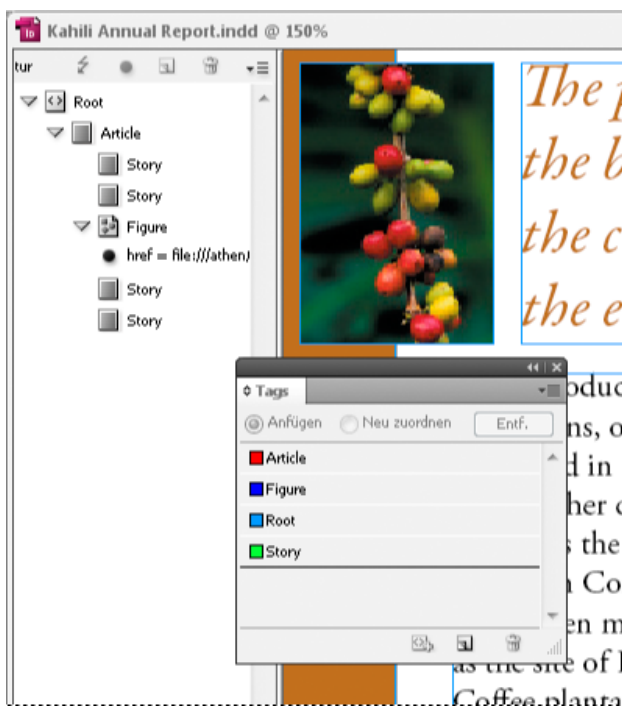 Kahili Annual Report.indd @ 150%
tur
Root
Article
Story
Story
Figure
href = file:///athen/
Story
Story
The p
the b
the c
the e
Tags
Anfügen
Neu zuordnen
Entf.
Article
Figure
Root
Story
oduc
ns, o
d in
her c
s the
n Co
en m
as the site of
Coffee planta